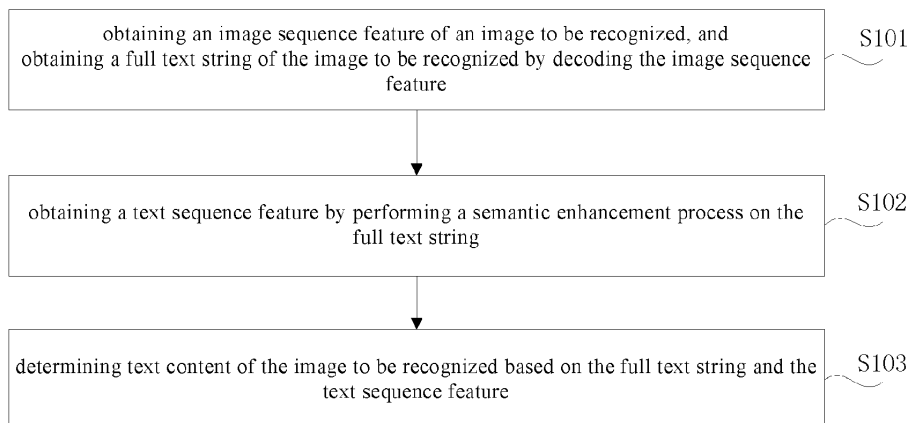 obtaining an image sequence feature of an image to be recognized, and
obtaining a full text string of the image to be recognized by decoding the image sequence
feature
S101
obtaining a text sequence feature by performing a semantic enhancement process on the
full text string
S102
determining text content of the image to be recognized based on the full text string and the
text sequence feature
S103